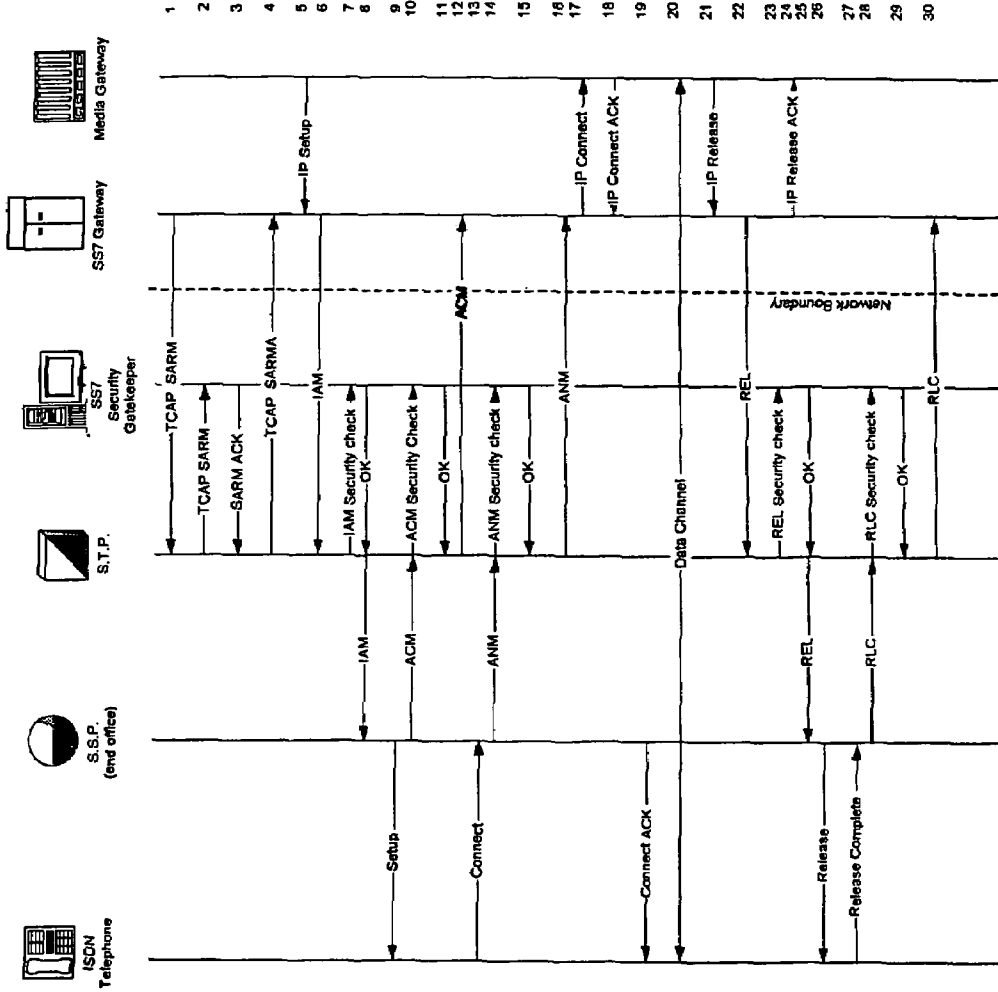 1
2
3
4
5
6
7
8
9
10
11
12
13
14
15
16
17
18
19
20
21
22
23
24
25
26
27
28
29
30
Media Gateway
SS7 Gateway
SS7
Security
Gatekeeper
S.T.P.
S.S.P.
(end office)
ISDN
Telephone
TCAP SARM
TCAP SARM
SARM ACK
TCAP SARMA
IP Setup
IAM
IAM Security check
OK
IAM
Setup
ACM Security Check
ACM
OK
ACM
Connect
ANM Security check
ANM
OK
ANM
IP Connect
IP Connect ACK
Connect ACK
Data Channel
IP Release
REL
REL Security check
IP Release ACK
OK
REL
Release
Release Complete
RLC Security check
RLC
OK
RLC
Network Boundary